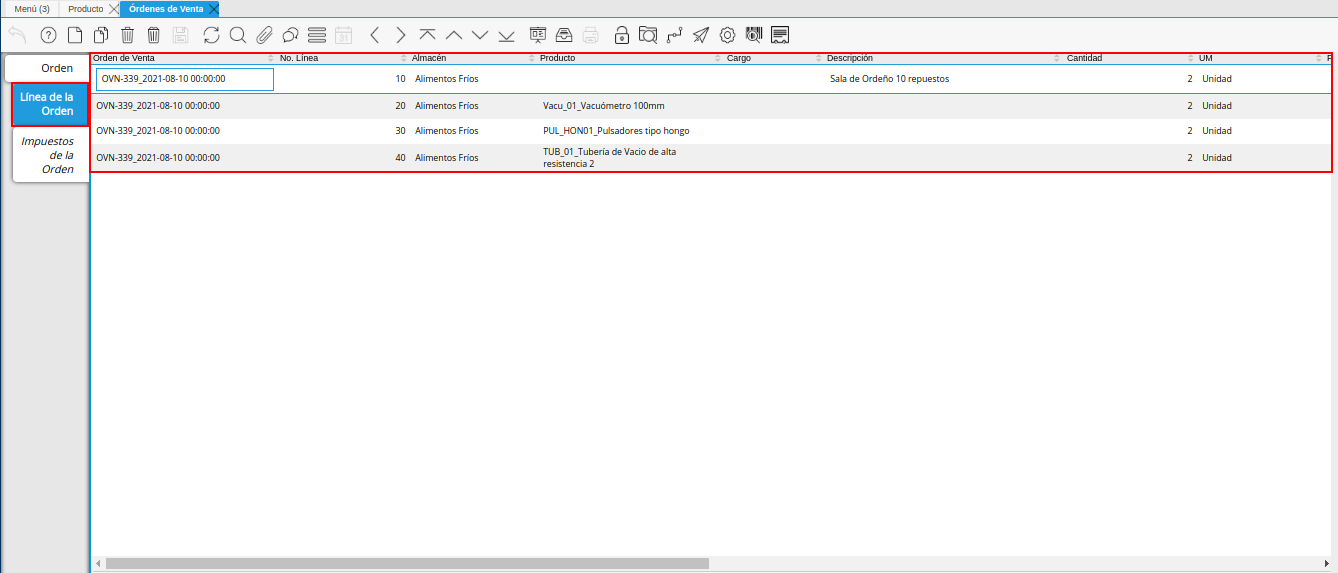 Menú (3) Producto Órdenes de Venta
31
Orden
Línea de la
Orden
Impuestos
de la
Orden
Orden de Venta No. Línea Almacén Producto Cargo Descripción Cantidad UM
OVN-339_2021-08-10 00:00:00 10 Alimentos Fríos Sala de Ordeño 10 repuestos 2 Unidad
OVN-339_2021-08-10 00:00:00 20 Alimentos Fríos Vacu_01_Vacuómetro 100mm 2 Unidad
OVN-339_2021-08-10 00:00:00 30 Alimentos Fríos PUL_HON01_Pulsadores tipo hongo 2 Unidad
OVN-339_2021-08-10 00:00:00 40 Alimentos Fríos TUB_01_Tubería de Vacio de alta 2 Unidad
resistencia 2